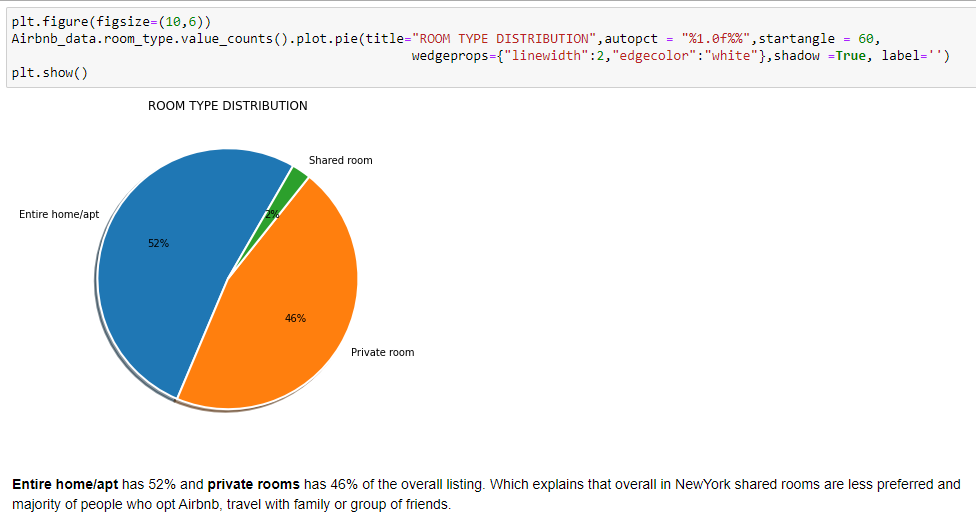 plt.figure(figsize=(10,6))
Airbnb_data.room_type.value_counts().plot.pie(title="ROOM TYPE DISTRIBUTION",autopct = "%1.0f%%",startangle = 60,
wedgeprops={"linewidth":2,"edgecolor":"white"},shadow =True, label='')
plt.show()
ROOM TYPE DISTRIBUTION
Shared room
Entire home/apt
2%
52%
46%
Private room
Entire home/apt has 52% and private rooms has 46% of the overall listing. Which explains that overall in NewYork shared rooms are less preferred and
majority of people who opt Airbnb, travel with family or group of friends.